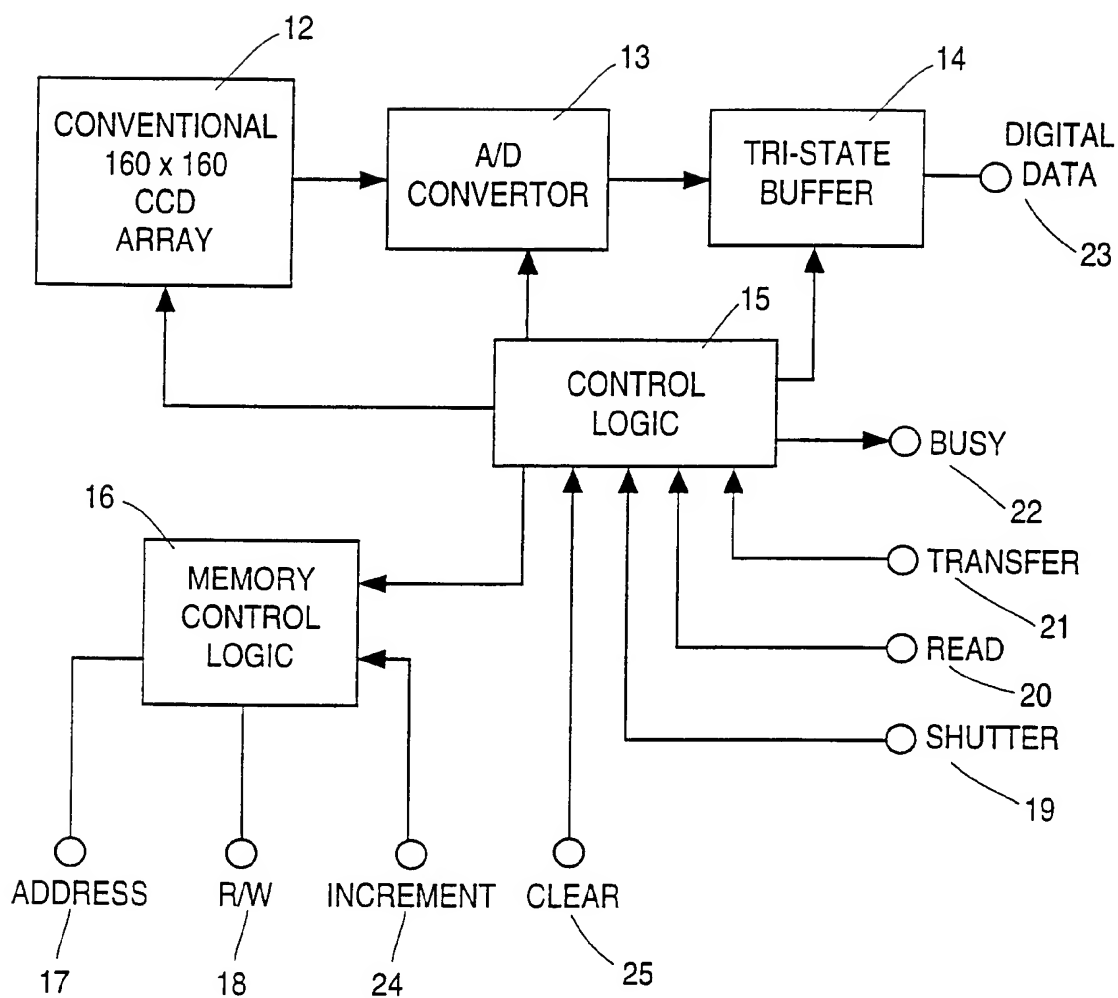 12
13
14
CONVENTIONAL
160 x 160
CCD
ARRAY
A/D
CONVERTOR
TRI-STATE
BUFFER
DIGITAL
DATA
23
15
CONTROL
LOGIC
BUSY
22
16
MEMORY
CONTROL
LOGIC
TRANSFER
21
READ
20
SHUTTER
19
ADDRESS
R/W
INCREMENT
CLEAR
17
18
24
25